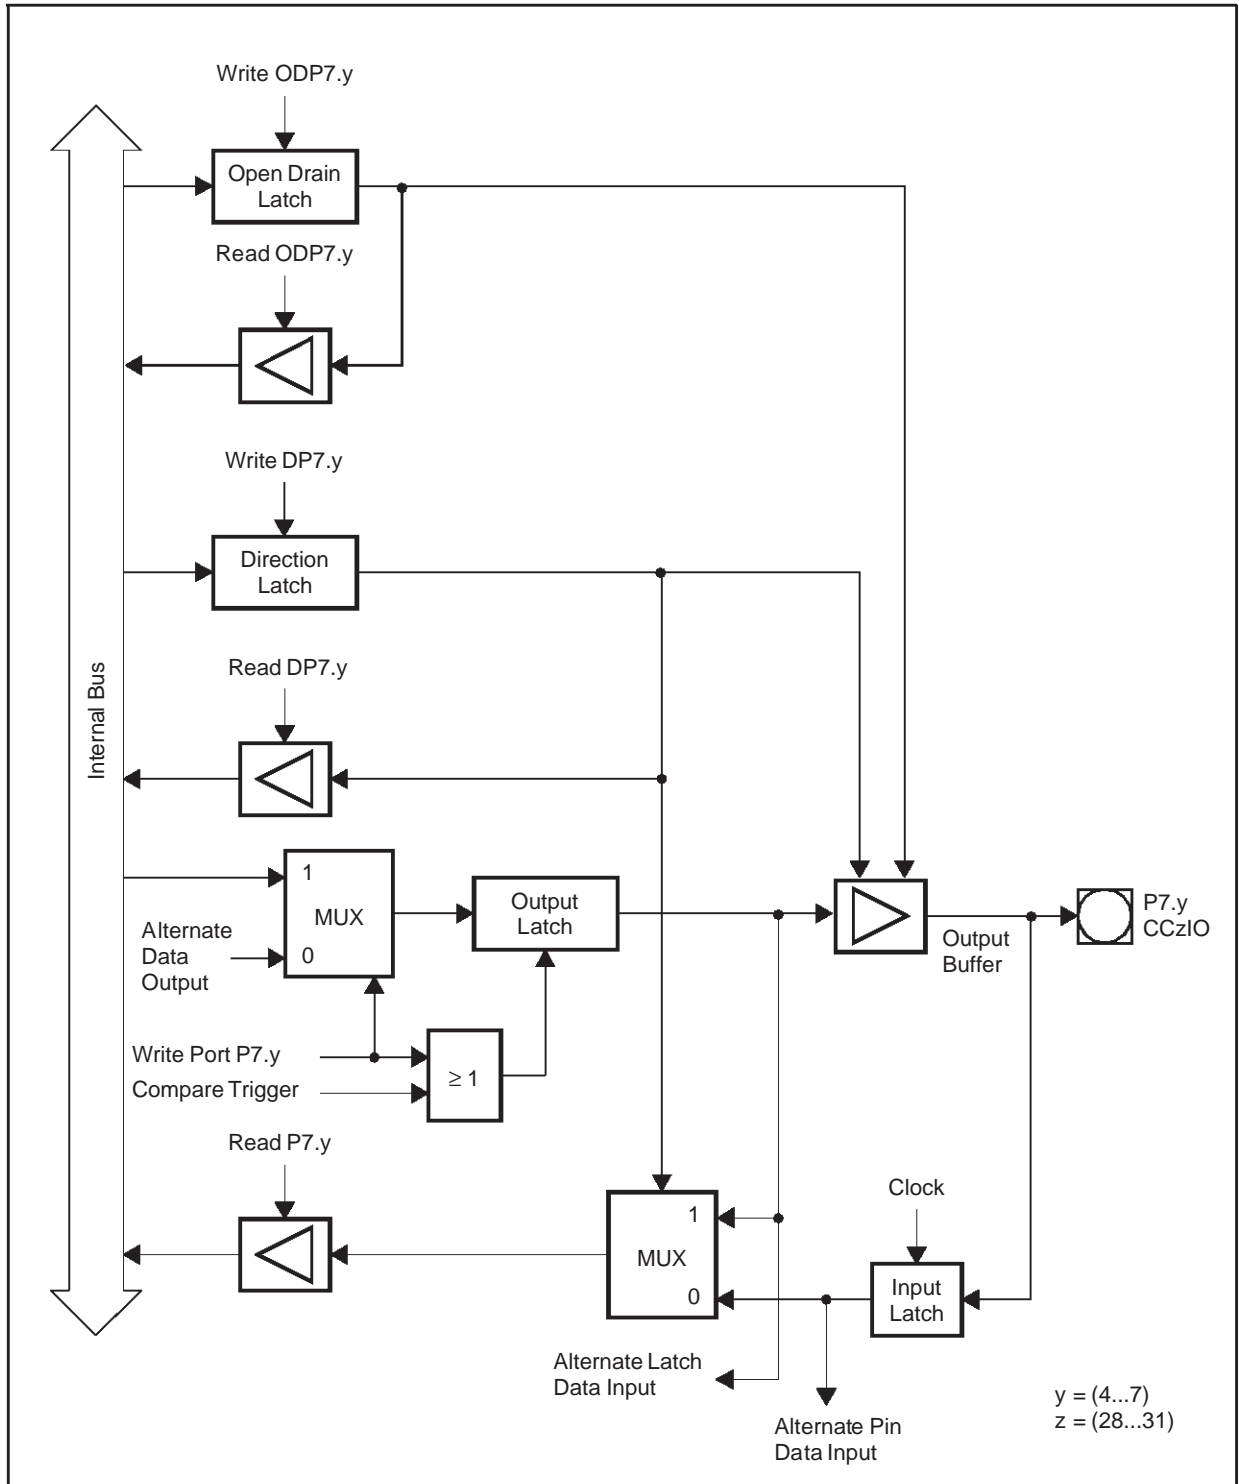 Write ODP7.y
Open Drain
Latch
Read ODP7.y
Write DP7.y
Direction
Latch
Internal Bus
Read DP7.y
1
MUX
0
Alternate
Data
Output
Output
Latch
Output
Buffer
P7.y
CCzIO
Write Port P7.y
Compare Trigger
≥ 1
Read P7.y
1
MUX
0
Clock
Input
Latch
Alternate Latch
Data Input
Alternate Pin
Data Input
y = (4...7)
z = (28...31)